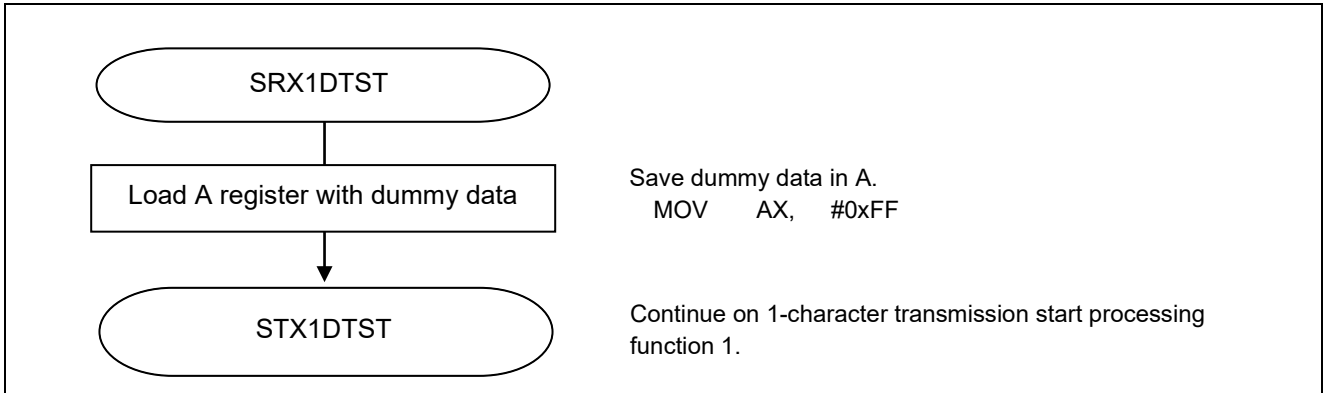 SRX1DTST
Load A register with dummy data
Save dummy data in A.
MOV AX, #0xFF
STX1DTST
Continue on 1-character transmission start processing
function 1.